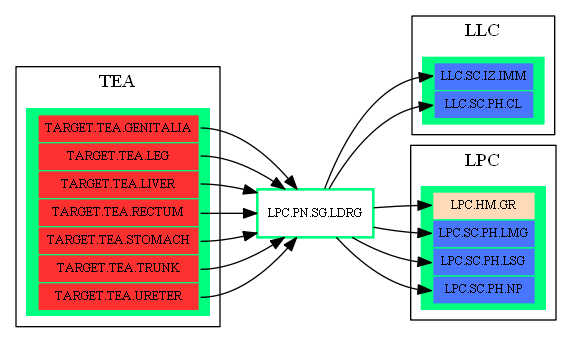 TEA
TARGET.TEA.GENITALIA
TARGET.TEA.LEG
TARGET.TEA.LIVER
TARGET.TEA.RECTUM
TARGET.TEA.STOMACH
TARGET.TEA.TRUNK
TARGET.TEA.URETER
LPC.PN.SG.LDRG
LLC
LLC.SC.IZ.IMM
LLC.SC.PH.CL
LPC
LPC.HM.GR
LPC.SC.PH.LMG
LPC.SC.PH.LSG
LPC.SC.PH.NP